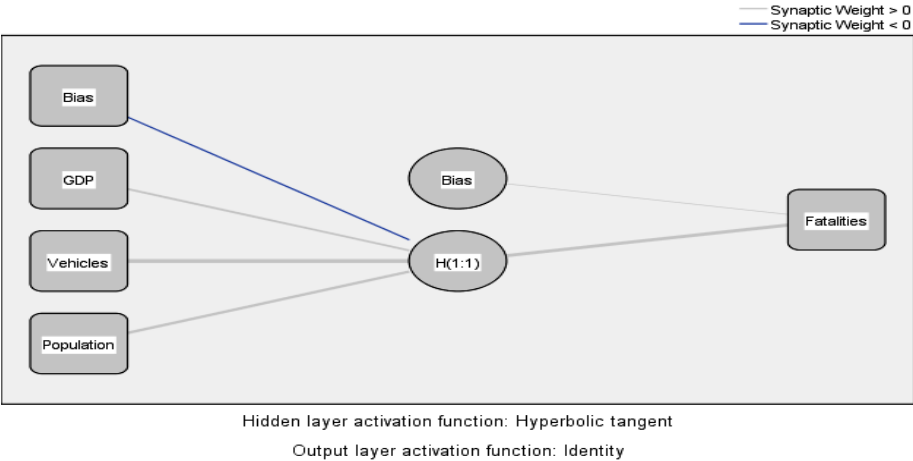 Synaptic Weight > 0
Synaptic Weight < 0
Bias
GDP
Bias
Fatalities
Vehicles
H(1:1)
Population
Hidden layer activation function: Hyperbolic tangent
Output layer activation function: Identity